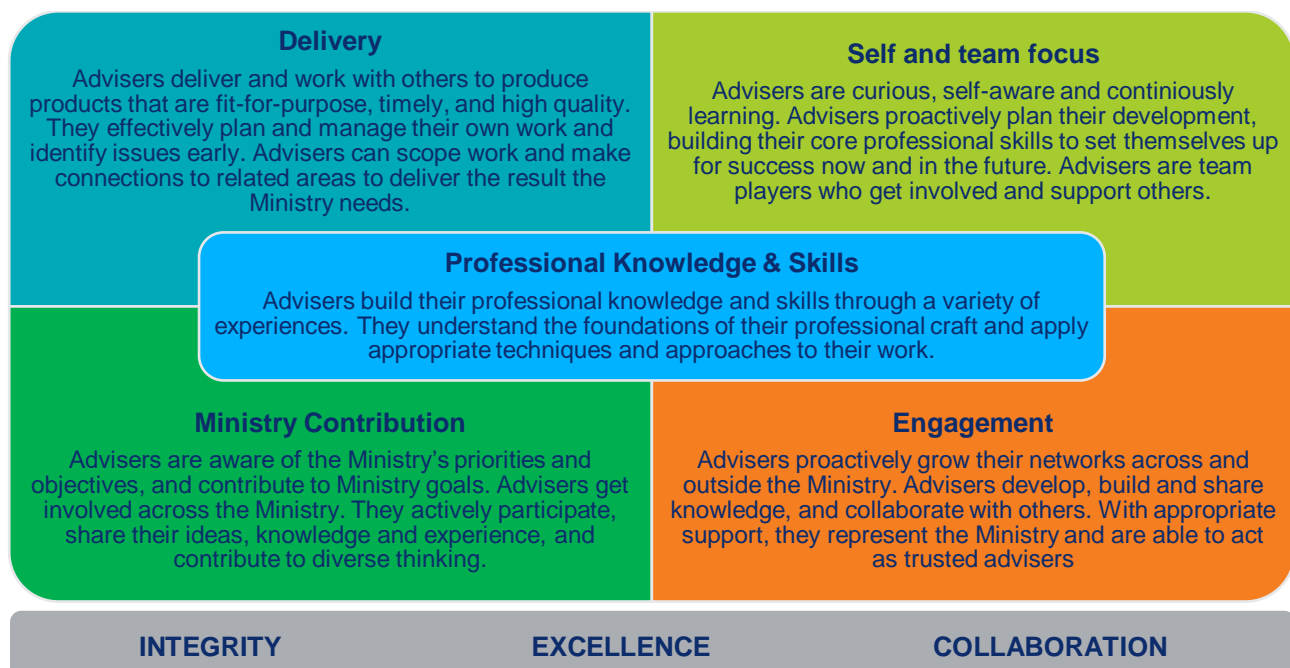 Delivery
Advisers deliver and work with others to produce
products that are fit-for-purpose, timely, and high quality.
They effectively plan and manage their own work and
identify issues early. Advisers can scope work and make
connections to related areas to deliver the result the
Ministry needs.
Self and team focus
Advisers are curious, self-aware and continiously
learning. Advisers proactively plan their development,
building their core professional skills to set themselves up
for success now and in the future. Advisers are team
players who get involved and support others.
Professional Knowledge & Skills
Advisers build their professional knowledge and skills through a variety of
experiences. They understand the foundations of their professional craft and apply
appropriate techniques and approaches to their work.
Ministry Contribution
Advisers are aware of the Ministry’s priorities and
objectives, and contribute to Ministry goals. Advisers get
involved across the Ministry. They actively participate,
share their ideas, knowledge and experience, and
contribute to diverse thinking.
Engagement
Advisers proactively grow their networks across and
outside the Ministry. Advisers develop, build and share
knowledge, and collaborate with others. With appropriate
support, they represent the Ministry and are able to act
as trusted advisers
INTEGRITY EXCELLENCE COLLABORATION